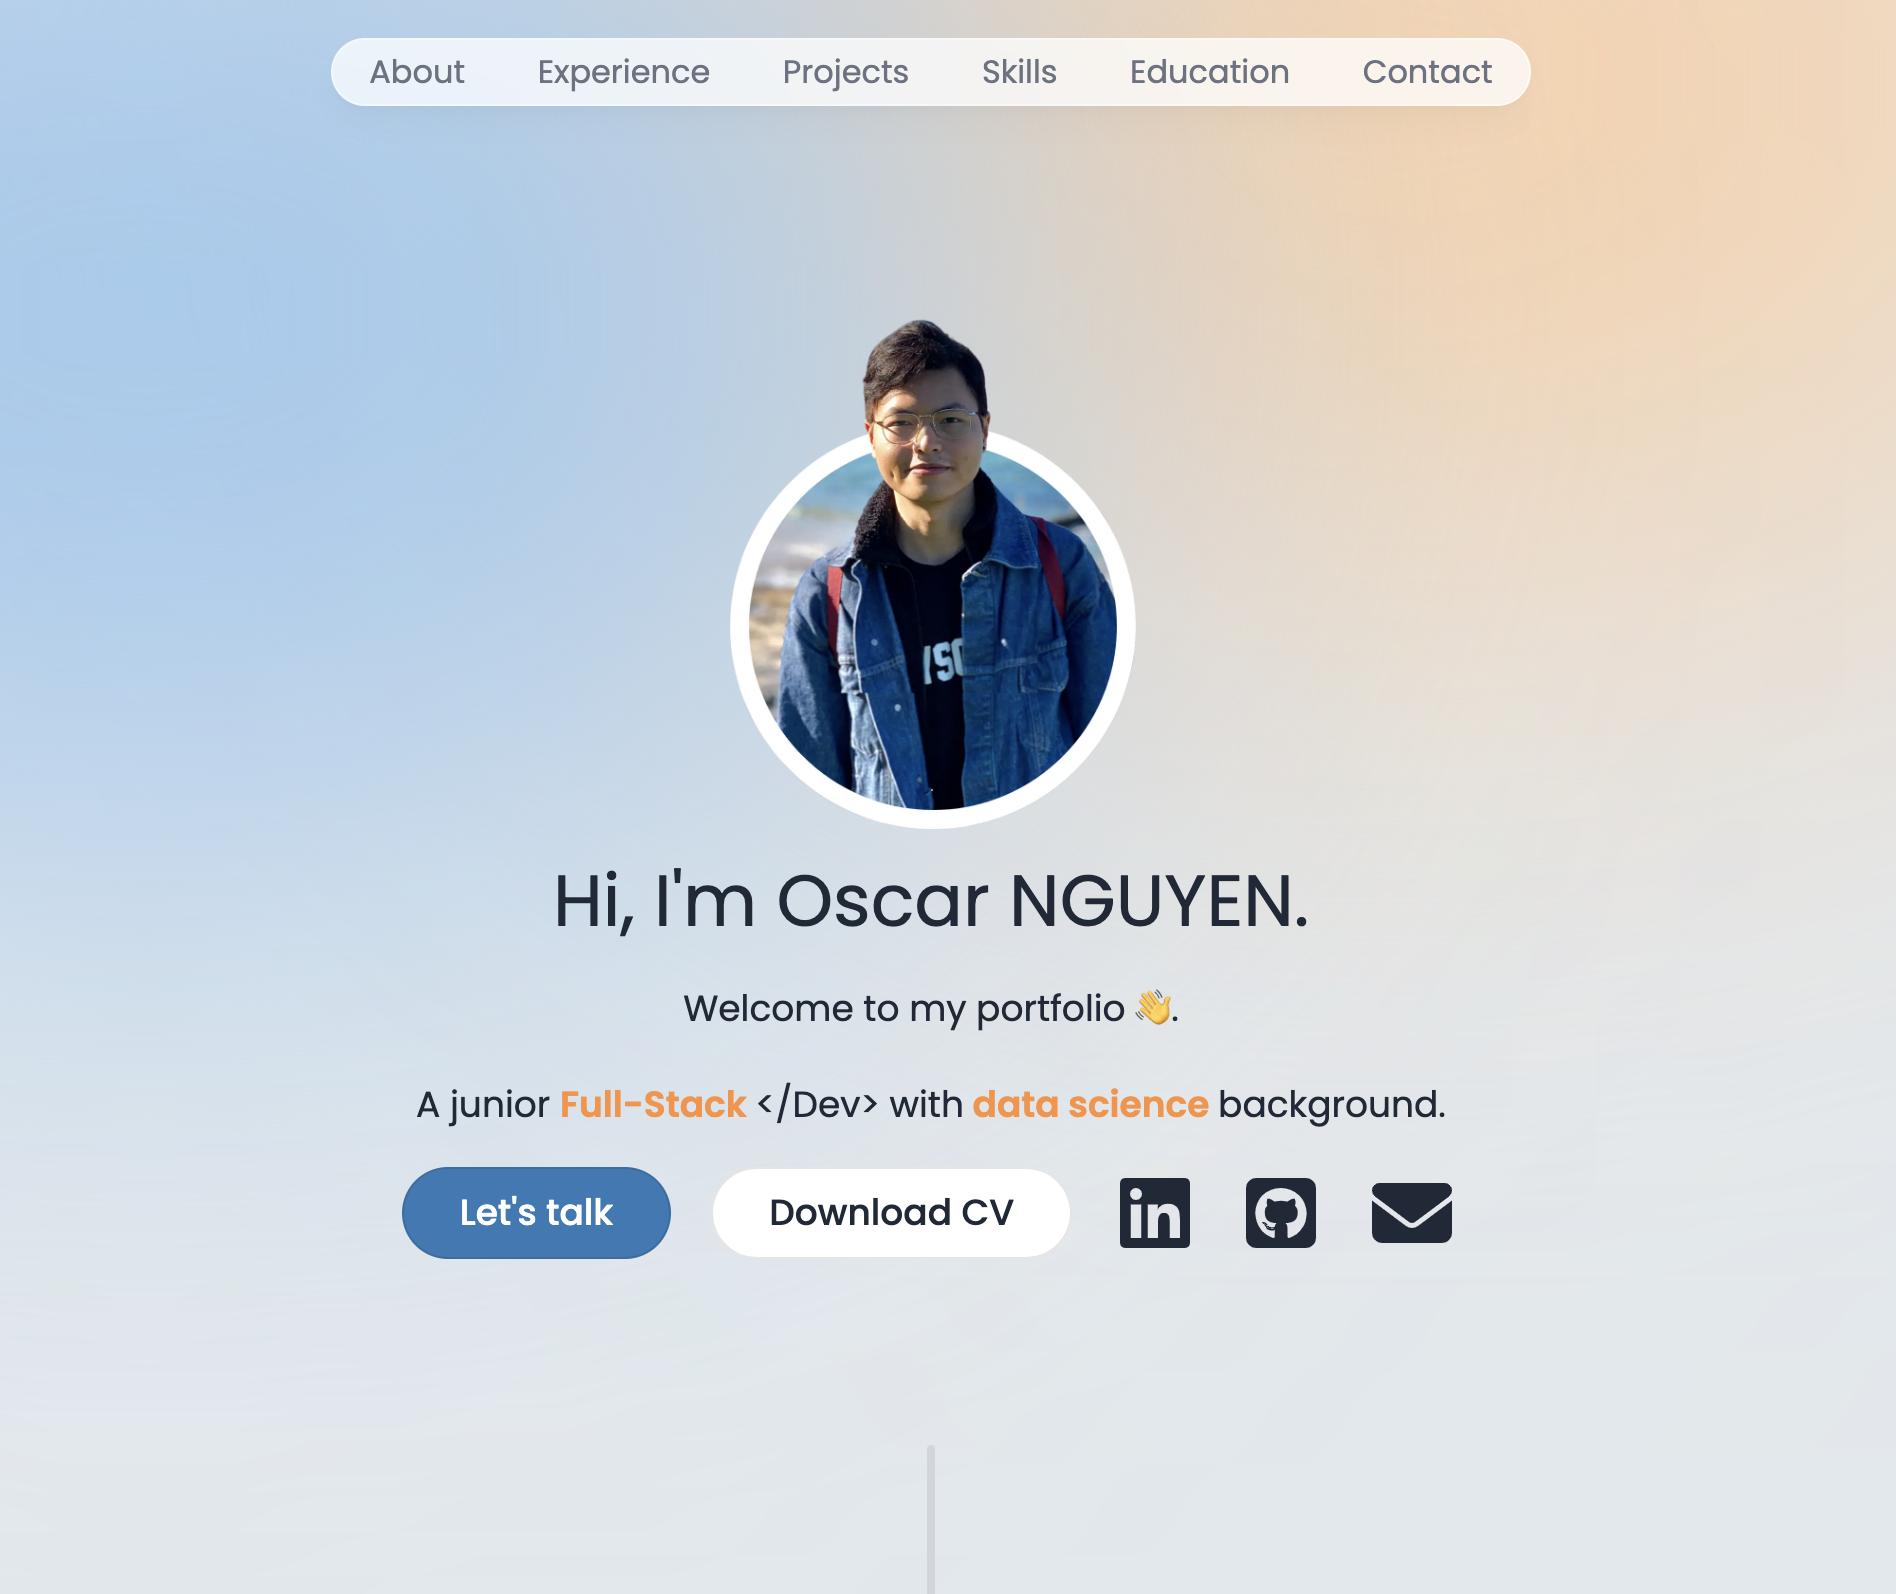 About Experience Projects Skills Education Contact
Hi, I'm Oscar NGUYEN.
Welcome to my portfolio 👋.
A junior Full-Stack </Dev> with data science background.
Let's talk Download CV in